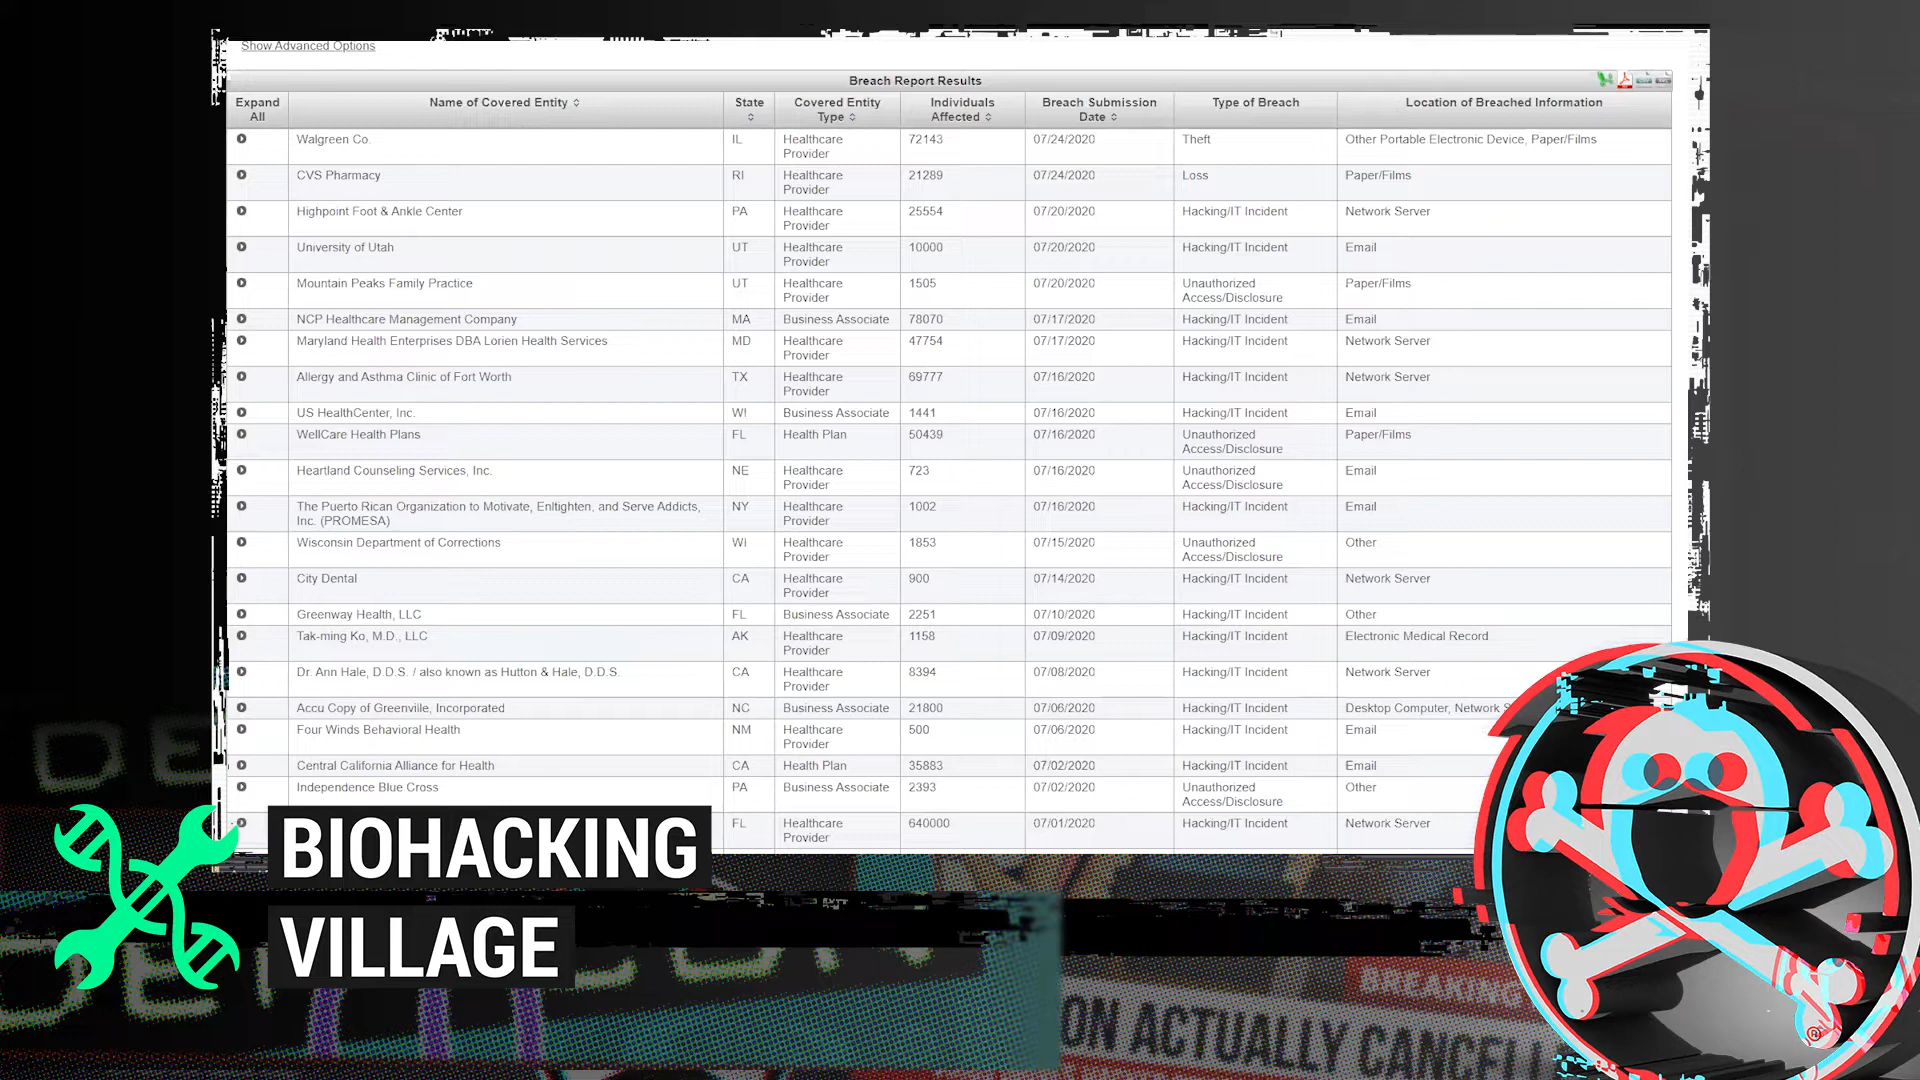 Show Advanced Options
Breach Report Results
Expand All Name of Covered Entity State Covered Entity Type Individuals Affected Breach Submission Date Type of Breach Location of Breached Information
Walgreen Co. IL Healthcare Provider 72143 07/24/2020 Theft Other Portable Electronic Device, Paper/Films
CVS Pharmacy RI Healthcare Provider 21289 07/24/2020 Loss Paper/Films
Highpoint Foot & Ankle Center PA Healthcare Provider 25554 07/20/2020 Hacking/IT Incident Network Server
University of Utah UT Healthcare Provider 10000 07/20/2020 Hacking/IT Incident Email
Mountain Peaks Family Practice UT Healthcare Provider 1505 07/20/2020 Unauthorized Access/Disclosure Paper/Films
NCP Healthcare Management Company MA Business Associate 78070 07/17/2020 Hacking/IT Incident Email
Maryland Health Enterprises DBA Lorien Health Services MD Healthcare Provider 47754 07/17/2020 Hacking/IT Incident Network Server
Allergy and Asthma Clinic of Fort Worth TX Healthcare Provider 69777 07/16/2020 Hacking/IT Incident Network Server
US HealthCenter, Inc. WI Business Associate 1441 07/16/2020 Hacking/IT Incident Email
WellCare Health Plans FL Health Plan 50439 07/16/2020 Unauthorized Access/Disclosure Paper/Films
Heartland Counseling Services, Inc. NE Healthcare Provider 723 07/16/2020 Unauthorized Access/Disclosure Email
The Puerto Rican Organization to Motivate, Enltighten, and Serve Addicts, Inc. (PROMESA) NY Healthcare Provider 1002 07/16/2020 Hacking/IT Incident Email
Wisconsin Department of Corrections WI Healthcare Provider 1853 07/15/2020 Unauthorized Access/Disclosure Other
City Dental CA Healthcare Provider 900 07/14/2020 Hacking/IT Incident Network Server
Greenway Health, LLC FL Business Associate 2251 07/10/2020 Hacking/IT Incident Other
Tak-ming Ko, M.D., LLC AK Healthcare Provider 1158 07/09/2020 Hacking/IT Incident Electronic Medical Record
Dr. Ann Hale, D.D.S. / also known as Hutton & Hale, D.D.S. CA Healthcare Provider 8394 07/08/2020 Hacking/IT Incident Network Server
Accu Copy of Greenville, Incorporated NC Business Associate 21800 07/06/2020 Hacking/IT Incident Desktop Computer, Network S
Four Winds Behavioral Health NM Healthcare Provider 500 07/06/2020 Hacking/IT Incident Email
Central California Alliance for Health CA Health Plan 35883 07/02/2020 Hacking/IT Incident Email
Independence Blue Cross PA Business Associate 2393 07/02/2020 Unauthorized Access/Disclosure Other
FL Healthcare Provider 640000 07/01/2020 Hacking/IT Incident Network Server
BIOHACKING
VILLAGE
BREAKING
ACTUALLY CANCEL